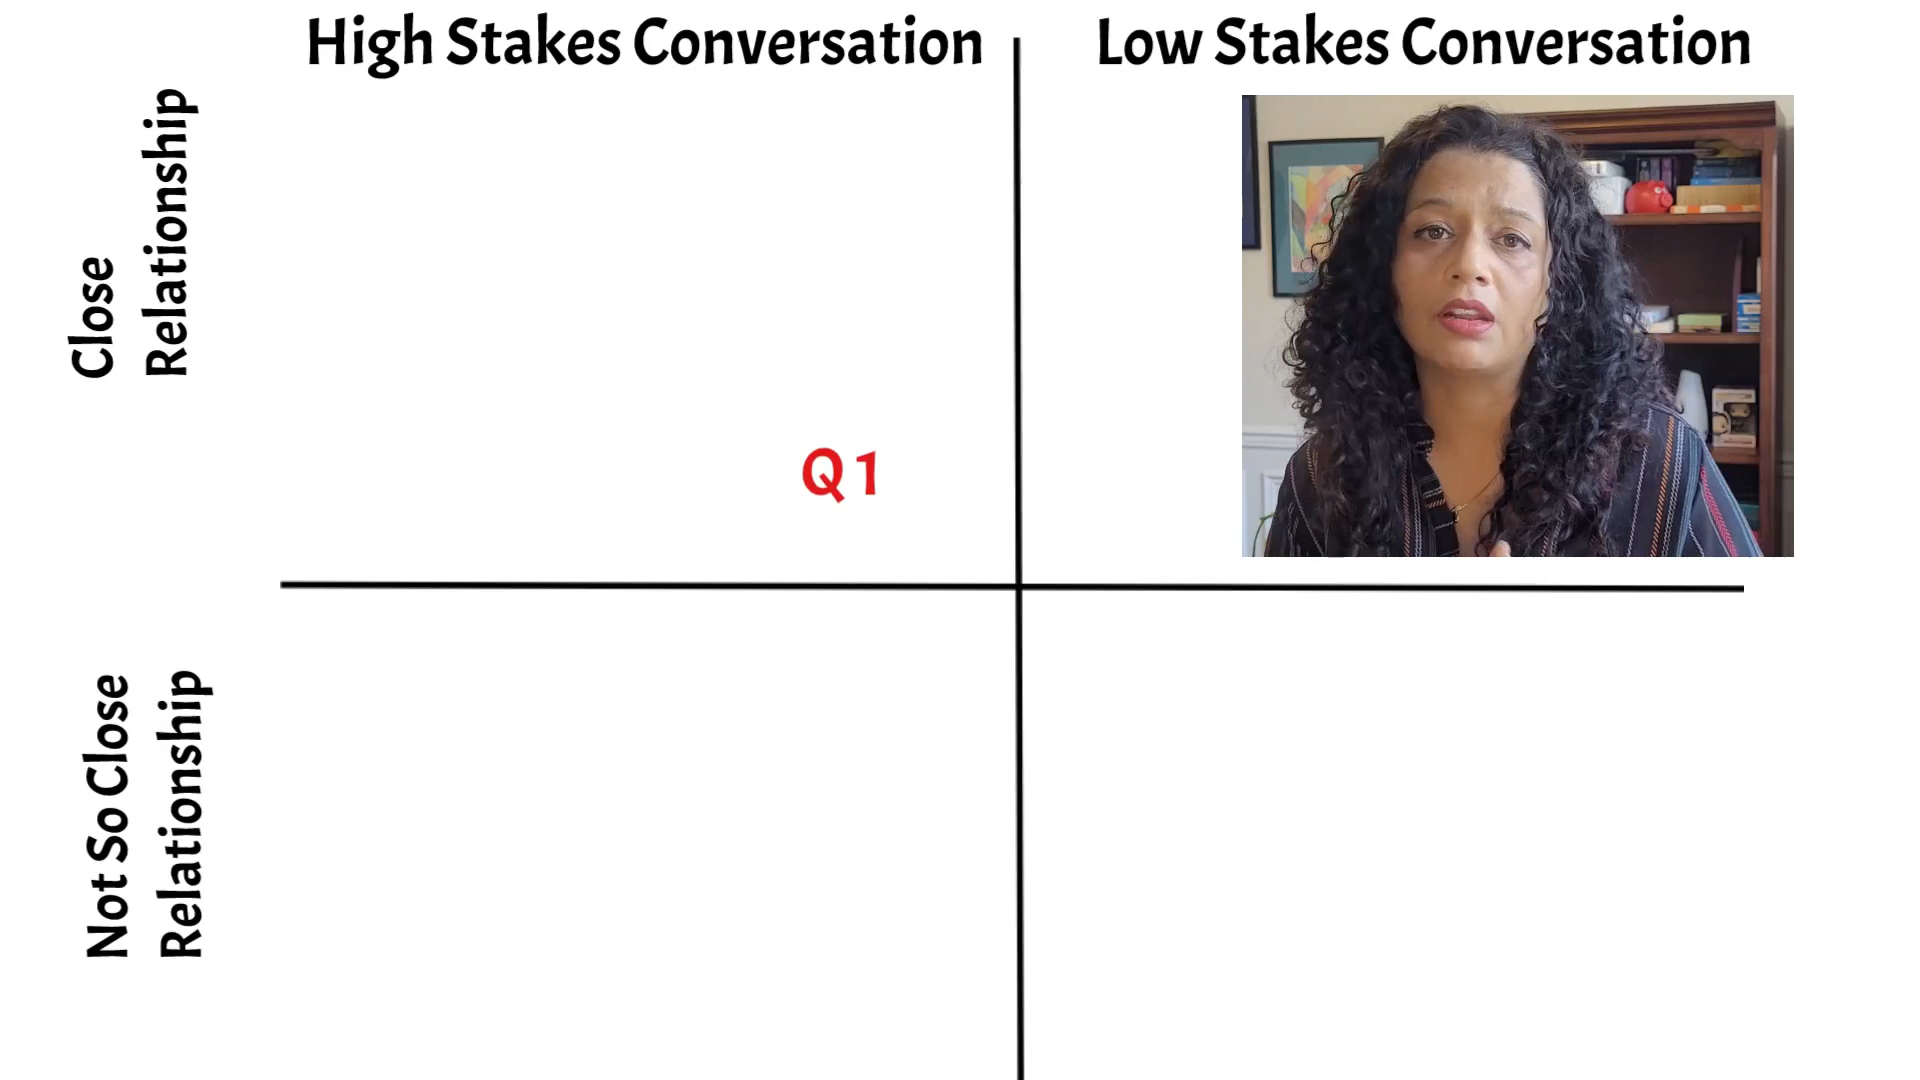 High Stakes Conversation
Low Stakes Conversation
Close
Relationship
Q1
Not So Close
Relationship